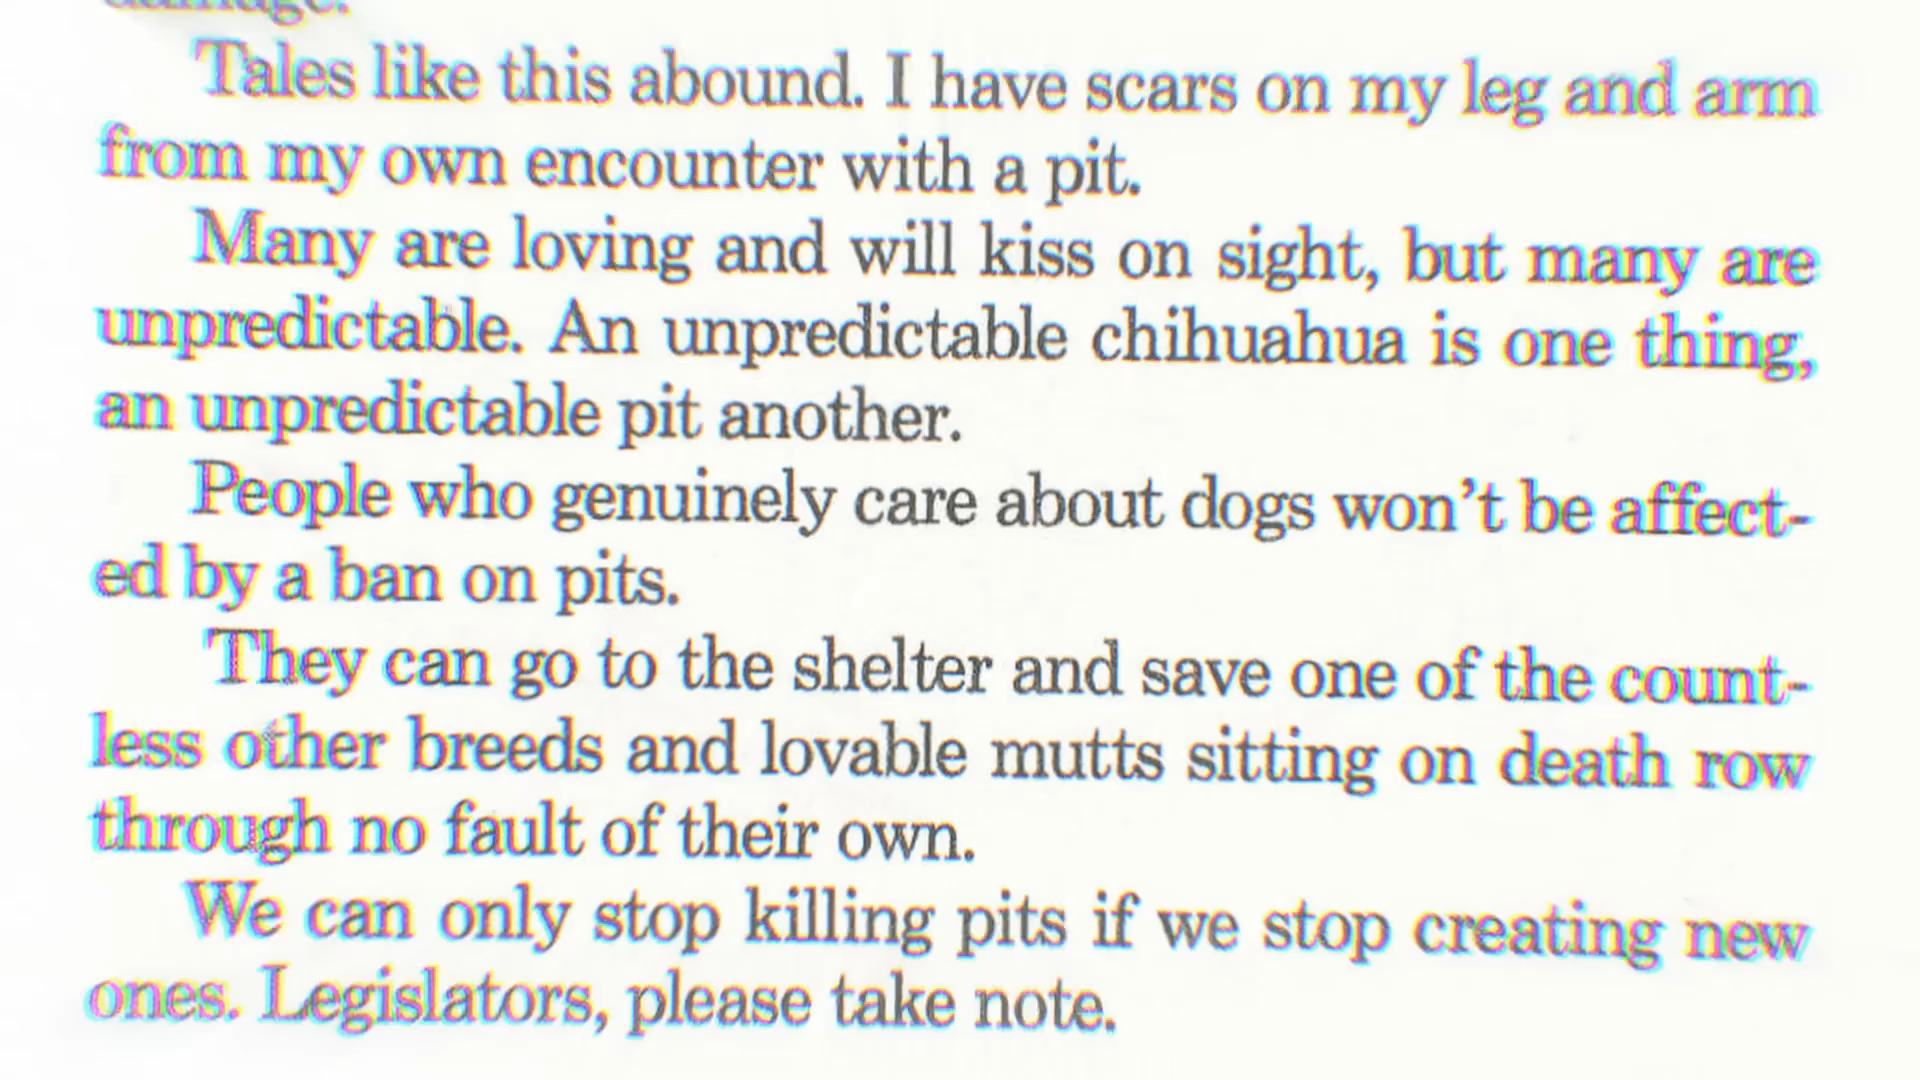 damage.
Tales like this abound. I have scars on my leg and arm
from my own encounter with a pit.
Many are loving and will kiss on sight, but many are
unpredictable. An unpredictable chihuahua is one thing,
an unpredictable pit another.
People who genuinely care about dogs won't be affect-
ed by a ban on pits.
They can go to the shelter and save one of the count-
less other breeds and lovable mutts sitting on death row
through no fault of their own.
We can only stop killing pits if we stop creating new
ones. Legislators, please take note.